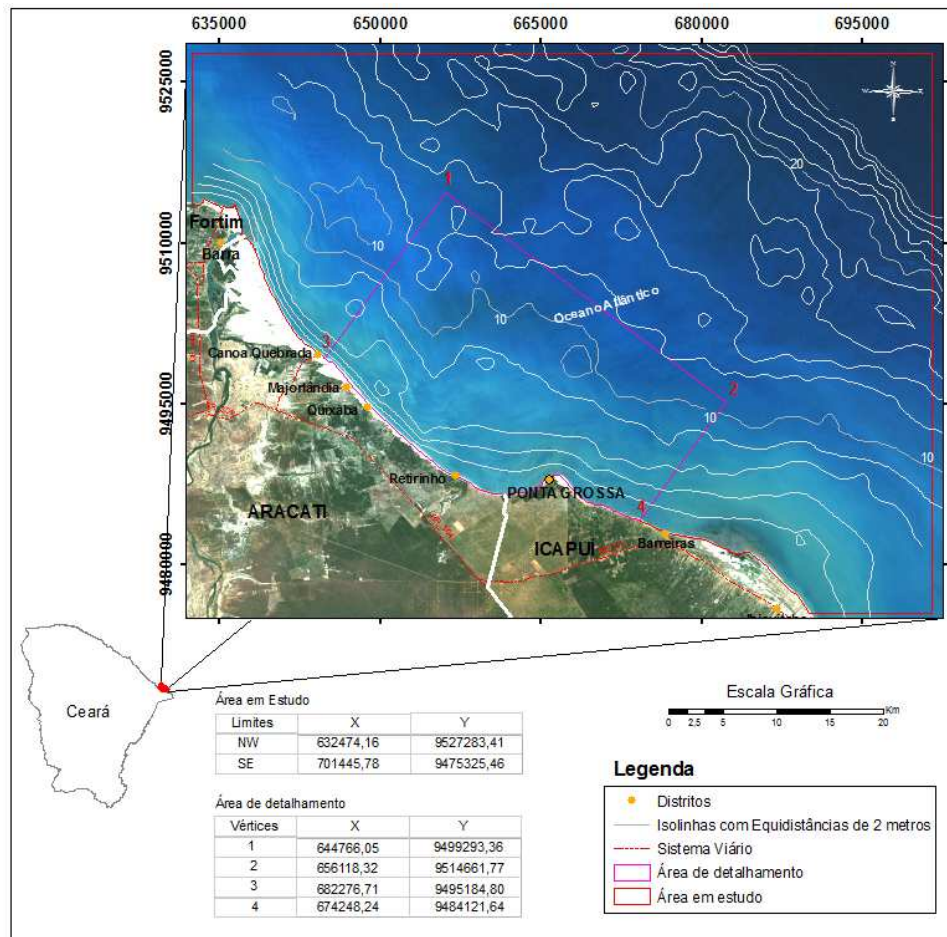 635000 650000 665000 680000 695000
9525000
9510000
9495000
9480000
N
W E
S
20
1
Fortim
Barra
10
Oceano Atlântico
10
3
Canoa Quebrada
Majorlândia
2
Quixaba
10
10
Retirinho
PONTA GROSSA
4
ARACATI
ICAPUÍ
Barreiras
Ceará
Escala Gráfica
Km
0 2,5 5 10 15 20
Área em Estudo
Limites X Y
NW 632474,16 9527283,41
SE 701445,78 9475325,46
Área de detalhamento
Vértices X Y
1 644766,05 9499293,36
2 656118,32 9514661,77
3 682276,71 9495184,80
4 674248,24 9484121,64
Legenda
Distritos
Isolinhas com Equidistâncias de 2 metros
Sistema Viário
Área de detalhamento
Área em estudo